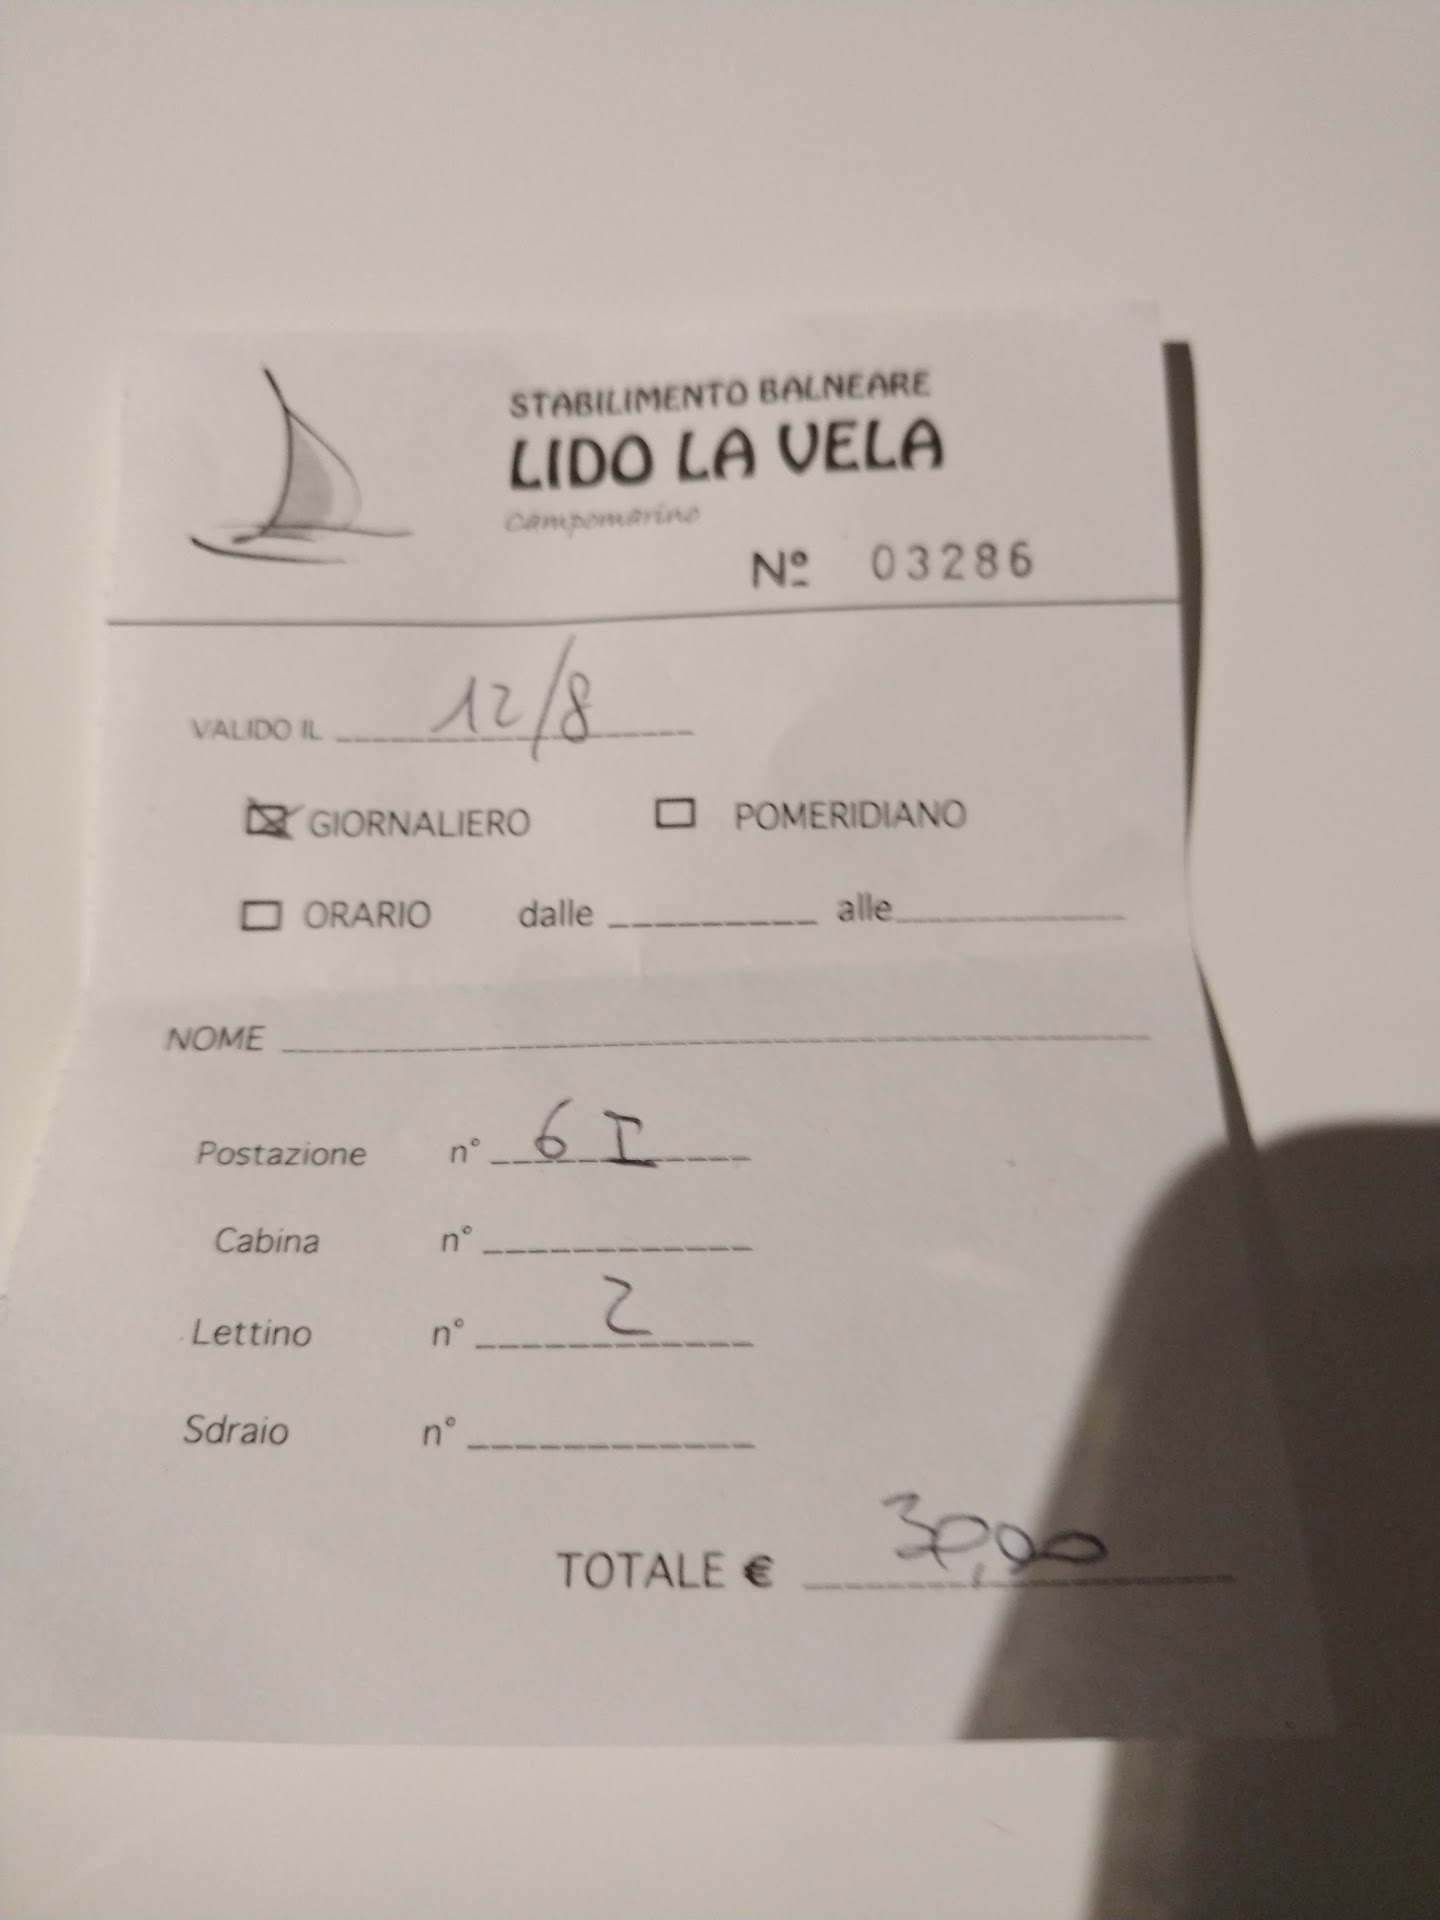 STABILIMENTO BALNEARE
LIDO LA VELA
Campomarino
Nº 03286
VALIDO IL 12/8
GIORNALIERO POMERIDIANO
ORARIO dalle alle
NOME
Postazione n° 6 I
Cabina n°
Lettino n° 2
Sdraio n°
TOTALE € 30,00